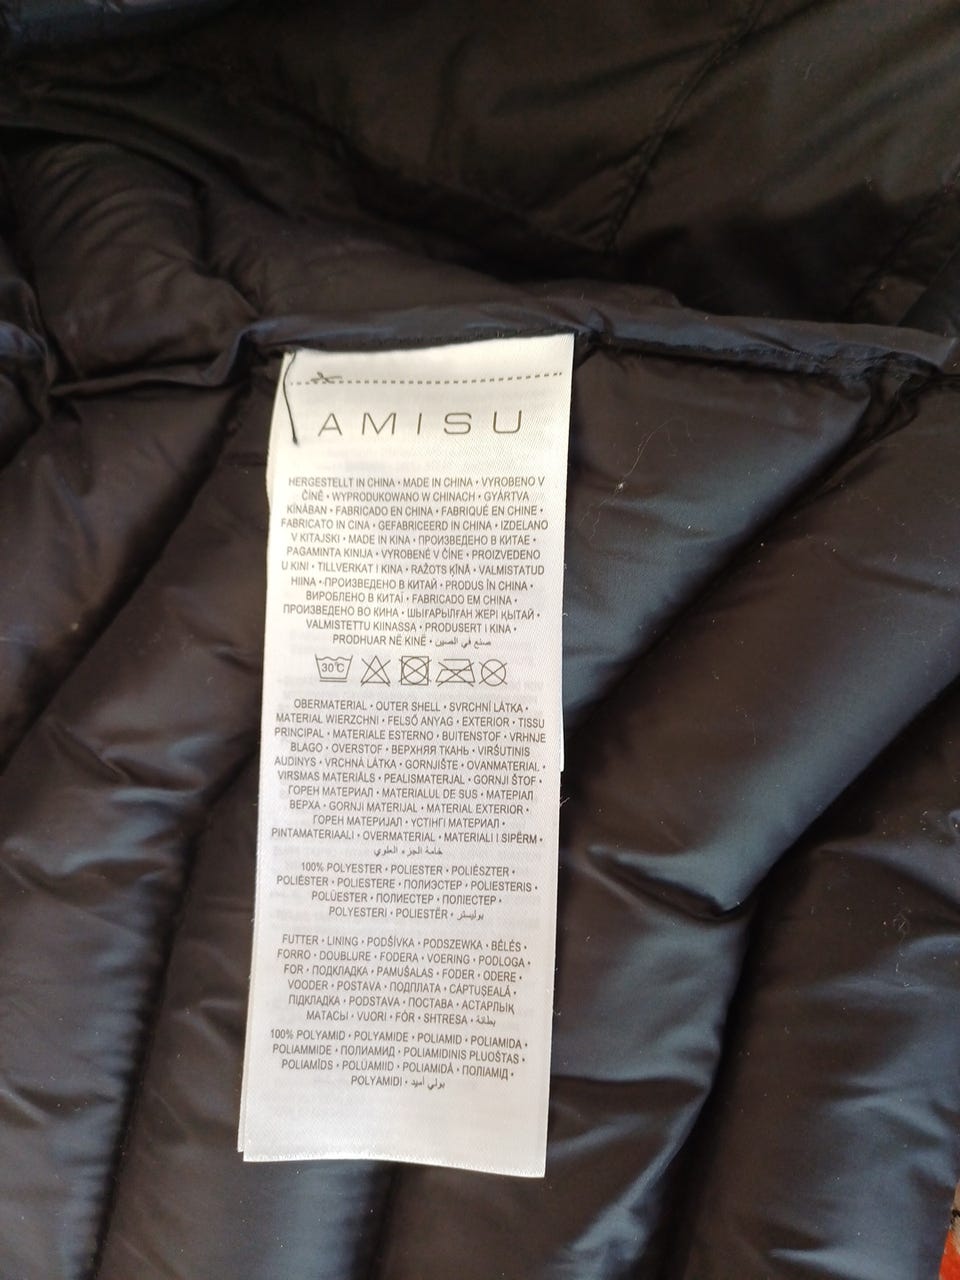 AMISU
HERGESTELLT IN CHINA • MADE IN CHINA • VYROBENO V
ČÍNĚ • WYPRODUKOWANO W CHINACH • GYÁRTVA
KÍNÁBAN • FABRICADO EN CHINA • FABRIQUÉ EN CHINE •
FABRICATO IN CINA • GEFABRICEERD IN CHINA • IZDELANO
V KITAJSKI • MADE IN KINA • ПРОИЗВЕДЕНО В КИТАЕ •
PAGAMINTA KINIJA • VYROBENÉ V ČÍNE • PROIZVEDENO
U KINI • TILLVERKAT I KINA • RAŽOTS ĶĪNĀ • VALMISTATUD
HIINA • ПРОИЗВЕДЕНО В КИТАЙ • PRODUS ÎN CHINA •
ВИРОБЛЕНО В КИТАЇ • FABRICADO EM CHINA •
ПРОИЗВЕДЕНО ВО КИНА • ШЫҒАРЫЛҒАН ЖЕРІ ҚЫТАЙ •
VALMISTETTU KIINASSA • PRODUSERT I KINA •
PRODHUAR NË KINË • صنع في الصين
30°C
OBERMATERIAL • OUTER SHELL • SVRCHNÍ LÁTKA •
MATERIAL WIERZCHNI • FELSŐ ANYAG • EXTERIOR • TISSU
PRINCIPAL • MATERIALE ESTERNO • BUITENSTOF • VRHNJE
BLAGO • OVERSTOF • ВЕРХНЯЯ ТКАНЬ • VIRŠUTINIS
AUDINYS • VRCHNÁ LÁTKA • GORNJIŠTE • OVANMATERIAL •
VIRSMAS MATERIĀLS • PEALISMATERJAL • GORNJI ŠTOF •
ГОРЕН МАТЕРИАЛ • MATERIALUL DE SUS • МАТЕРІАЛ
ВЕРХА • GORNJI MATERIJAL • MATERIAL EXTERIOR •
ГОРЕН МАТЕРИЈАЛ • ҮСТІНГІ МАТЕРИАЛ •
PINTAMATERIAALI • OVERMATERIAL • MATERIALI I SIPËRM •
خامة الجزء العلوي
100% POLYESTER • POLIESTER • POLIÉSZTER •
POLIÉSTER • POLIESTERE • ПОЛИЭСТЕР • POLIESTERIS •
POLÜESTER • ПОЛИЕСТЕР • ПОЛІЕСТЕР •
POLYESTERI • POLIESTËR • بوليستر
FUTTER • LINING • PODŠÍVKA • PODSZEWKA • BÉLÉS •
FORRO • DOUBLURE • FODERA • VOERING • PODLOGA •
FOR • ПОДКЛАДКА • PAMUŠALAS • FODER • ODERE •
VOODER • POSTAVA • ПОДПЛАТА • CĂPTUȘEALĂ •
ПІДКЛАДКА • PODSTAVA • ПОСТАВА • АСТАРЛЫҚ
МАТАСЫ • VUORI • FÔR • SHTRESA • بطانة
100% POLYAMID • POLYAMIDE • POLIAMID • POLIAMIDA •
POLIAMMIDE • ПОЛИАМИД • POLIAMIDINIS PLUOŠTAS •
POLIAMĪDS • POLÜAMIID • POLIAMIDĂ • ПОЛІАМІД •
POLYAMIDI • بولي أميد